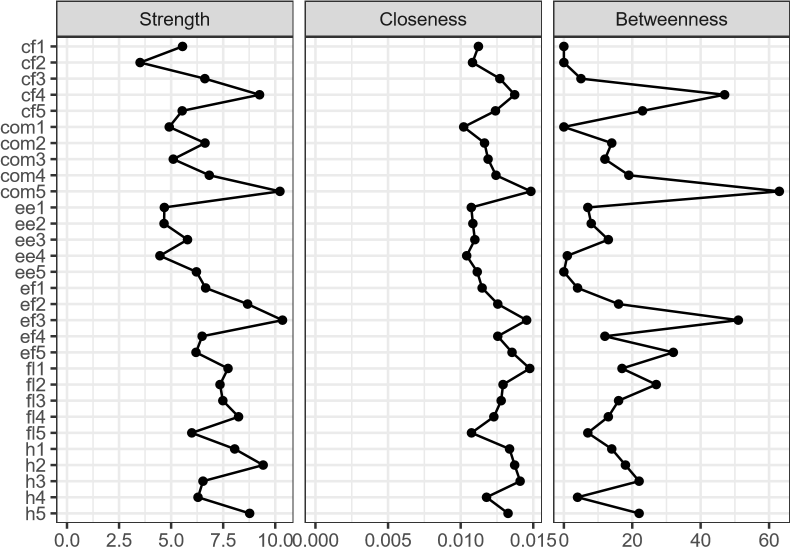 Strength Closeness Betweenness
cf1
cf2
cf3
cf4
cf5
com1
com2
com3
com4
com5
ee1
ee2
ee3
ee4
ee5
ef1
ef2
ef3
ef4
ef5
fl1
fl2
fl3
fl4
fl5
h1
h2
h3
h4
h5
0.0 2.5 5.0 7.5 10.0 0.000 0.005 0.010 0.015 0 20 40 60